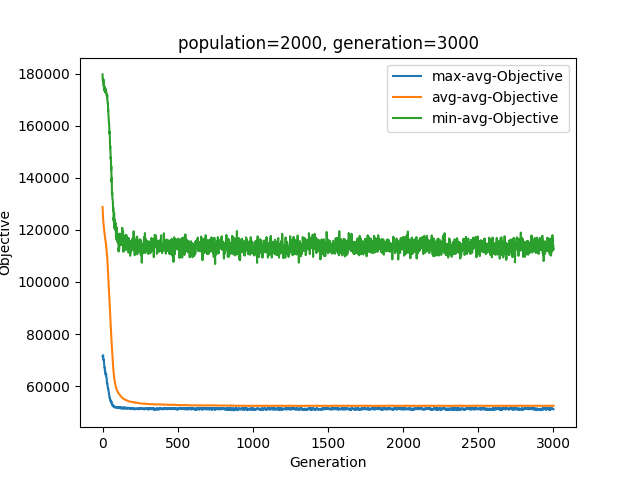 population=2000, generation=3000
180000
160000
140000
120000
100000
80000
60000
Objective
max-avg-Objective
avg-avg-Objective
min-avg-Objective
0
500
1000
1500
2000
2500
3000
Generation